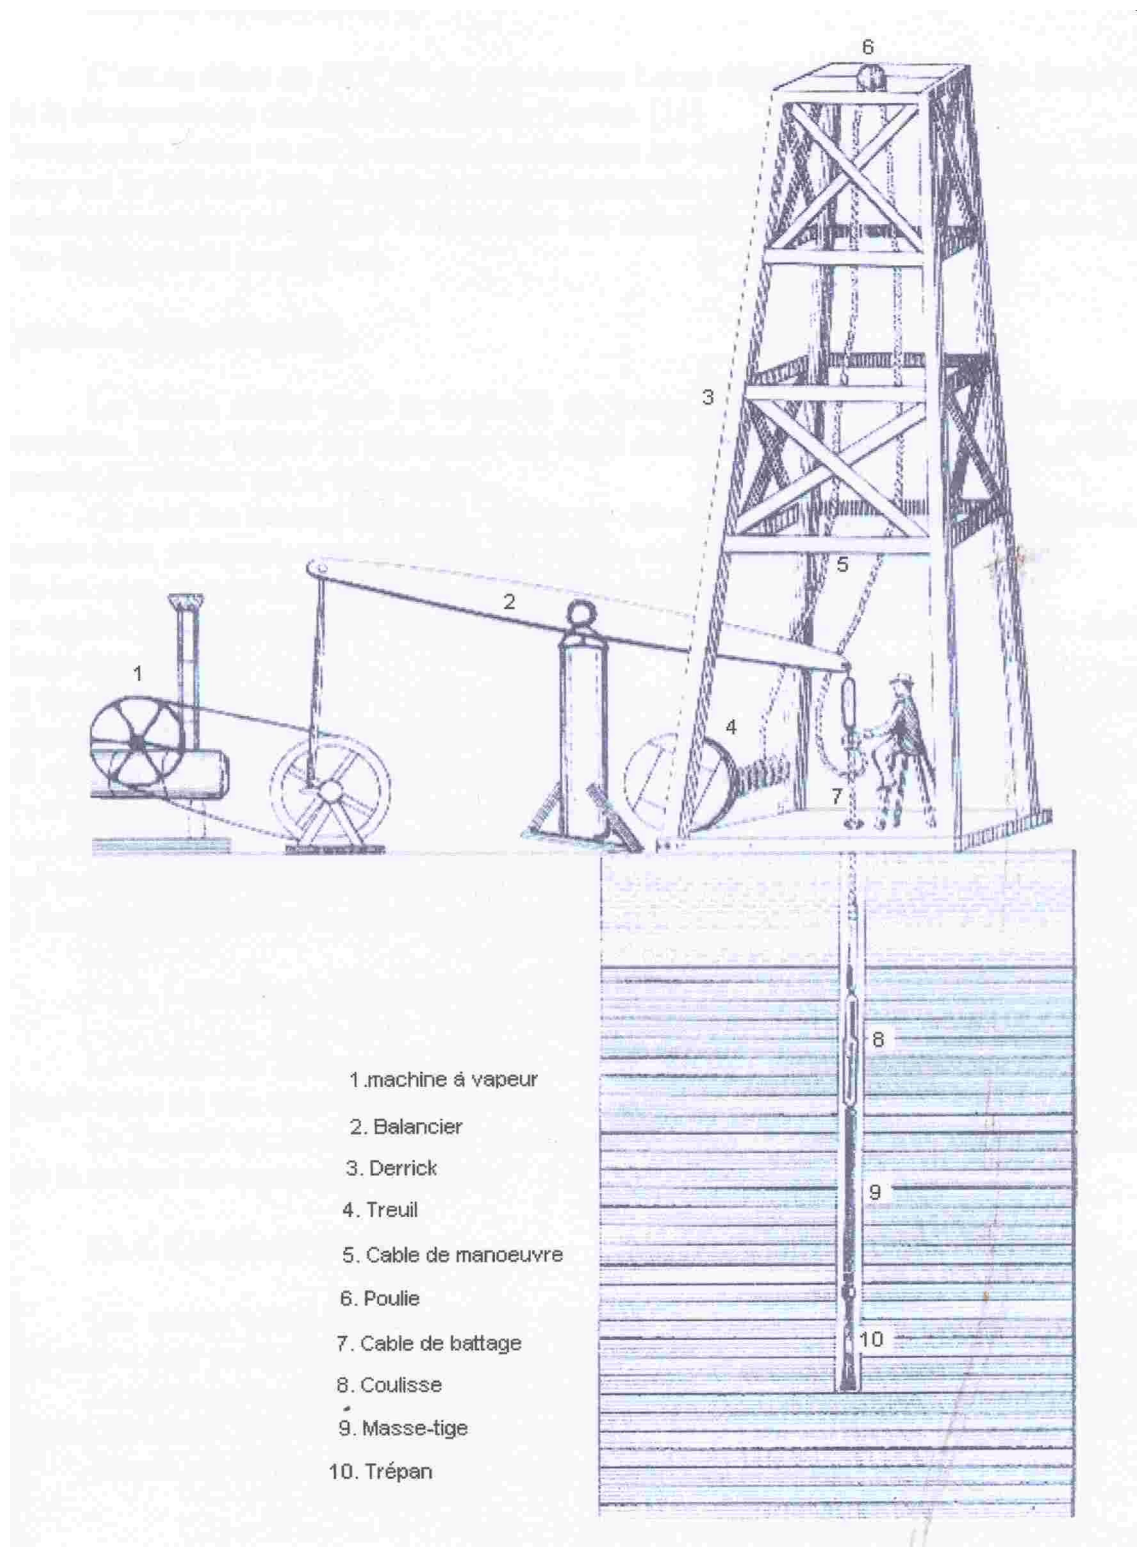 6
3
5
2
1
4
7
8
9
10
1.machine á vapeur
2. Balancier
3. Derrick
4. Treuil
5. Cable de manoeuvre
6. Poulie
7. Cable de battage
8. Coulisse
9. Masse-tige
10. Trépan